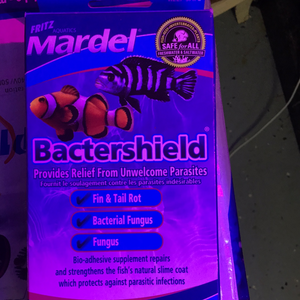 FRITZ
Mardel
SAFE for ALL
FRESHWATER & SALTWATER
Bactershield
Provides Relief From Unwelcome Parasites
Fournit le soulagement contre les parasites indésirables
Fin & Tail Rot
Bacterial Fungus
Fungus
Bio-adhesive supplement repairs
and strengthens the fish's natural slime coat
which protects against parasitic infections